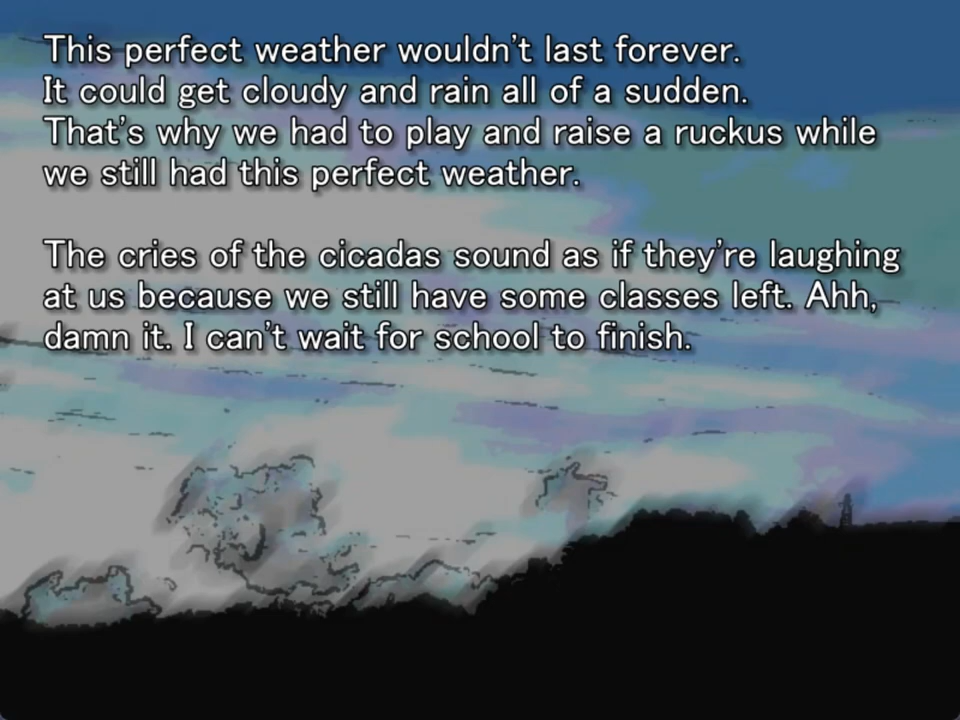 This perfect weather wouldn't last forever.
It could get cloudy and rain all of a sudden.
That's why we had to play and raise a ruckus while
we still had this perfect weather.
The cries of the cicadas sound as if they're laughing
at us because we still have some classes left. Ahh,
damn it. I can't wait for school to finish.